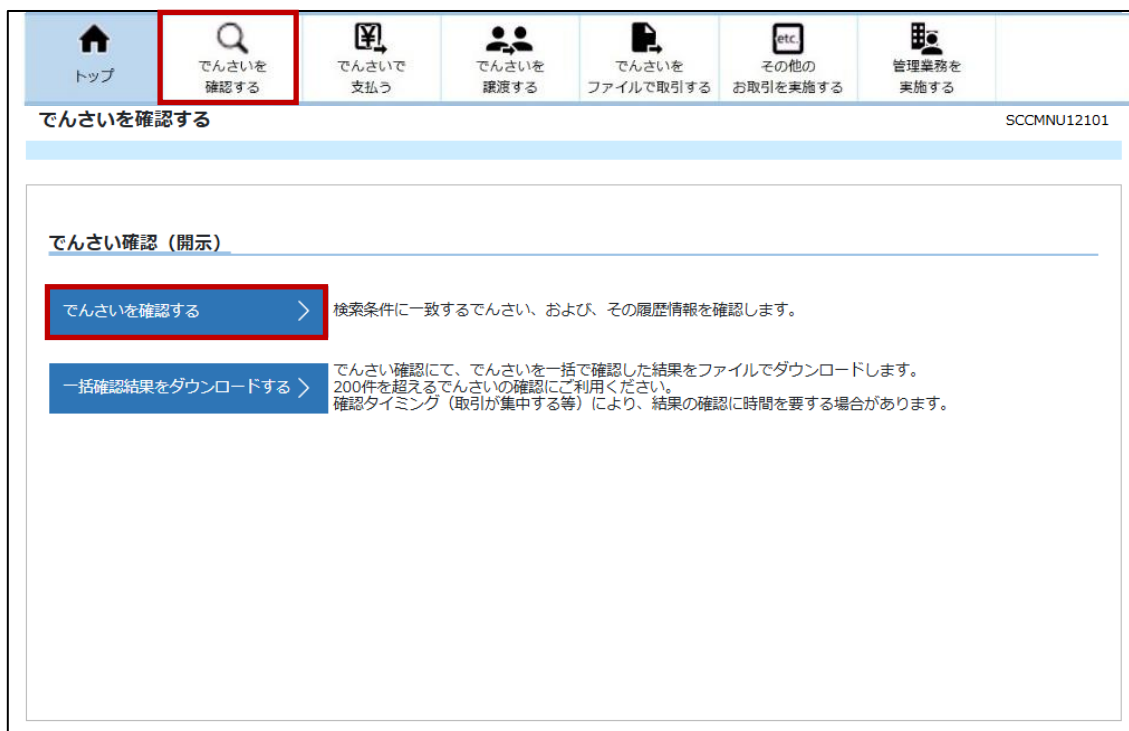 トップ
でんさいを
確認する
でんさいで
支払う
でんさいを
譲渡する
でんさいを
ファイルで取引する
etc.
その他の
お取引を実施する
管理業務を
実施する
でんさいを確認する
SCCMNU12101
でんさい確認（開示）
でんさいを確認する
検索条件に一致するでんさい、および、その履歴情報を確認します。
一括確認結果をダウンロードする
でんさい確認にて、でんさいを一括で確認した結果をファイルでダウンロードします。
200件を超えるでんさいの確認にご利用ください。
確認タイミング（取引が集中する等）により、結果の確認に時間を要する場合があります。